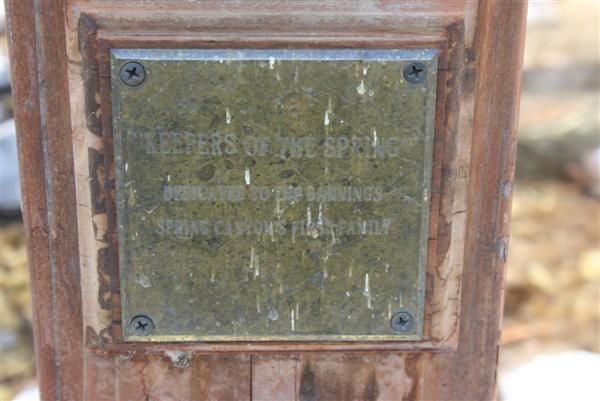 "KEEPERS OF THE SPRING"
DEDICATED TO THE BANNINGS
SPRING CANYON'S FIRST FAMILY